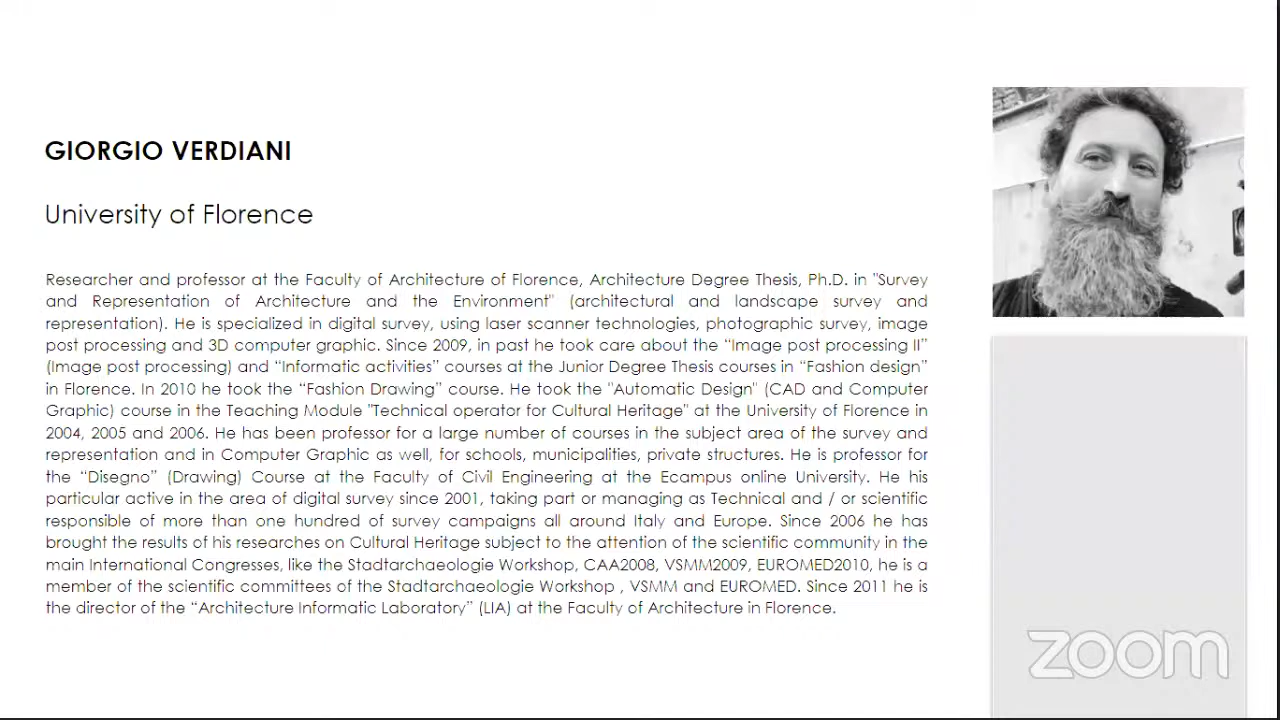 GIORGIO VERDIANI
University of Florence
Researcher and professor at the Faculty of Architecture of Florence, Architecture Degree Thesis, Ph.D. in "Survey
and Representation of Architecture and the Environment" (architectural and landscape survey and
representation). He is specialized in digital survey, using laser scanner technologies, photographic survey, image
post processing and 3D computer graphic. Since 2009, in past he took care about the “Image post processing II”
(Image post processing) and “Informatic activities” courses at the Junior Degree Thesis courses in “Fashion design”
in Florence. In 2010 he took the “Fashion Drawing” course. He took the "Automatic Design" (CAD and Computer
Graphic) course in the Teaching Module "Technical operator for Cultural Heritage" at the University of Florence in
2004, 2005 and 2006. He has been professor for a large number of courses in the subject area of the survey and
representation and in Computer Graphic as well, for schools, municipalities, private structures. He is professor for
the “Disegno” (Drawing) Course at the Faculty of Civil Engineering at the Ecampus online University. He his
particular active in the area of digital survey since 2001, taking part or managing as Technical and / or scientific
responsible of more than one hundred of survey campaigns all around Italy and Europe. Since 2006 he has
brought the results of his researches on Cultural Heritage subject to the attention of the scientific community in the
main International Congresses, like the Stadtarchaeologie Workshop, CAA2008, VSMM2009, EUROMED2010, he is a
member of the scientific committees of the Stadtarchaeologie Workshop , VSMM and EUROMED. Since 2011 he is
the director of the “Architecture Informatic Laboratory” (LIA) at the Faculty of Architecture in Florence.
zoom